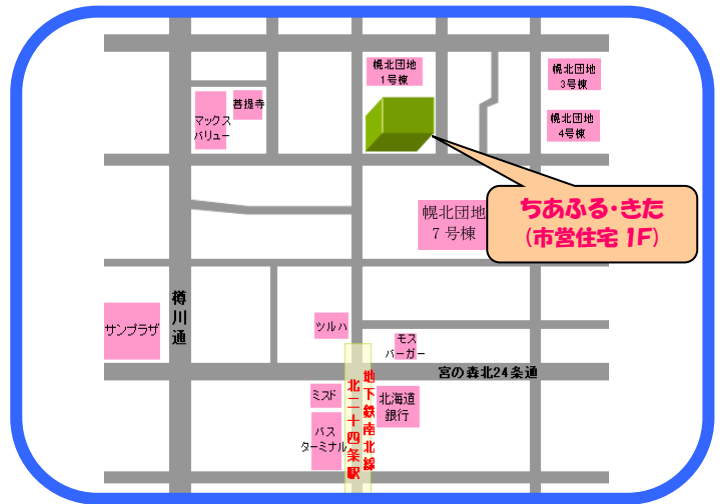 幌北団地
1号棟
幌北団地
3号棟
菩提寺
マックス
バリュー
幌北団地
4号棟
ちあふる・きた
(市営住宅 1F)
幌北団地
7号棟
樽川通
サンプラザ
ツルハ
モス
バーガー
宮の森北24条通
地下鉄南北線
北二十四条駅
ミスド
北海道
銀行
バス
ターミナル